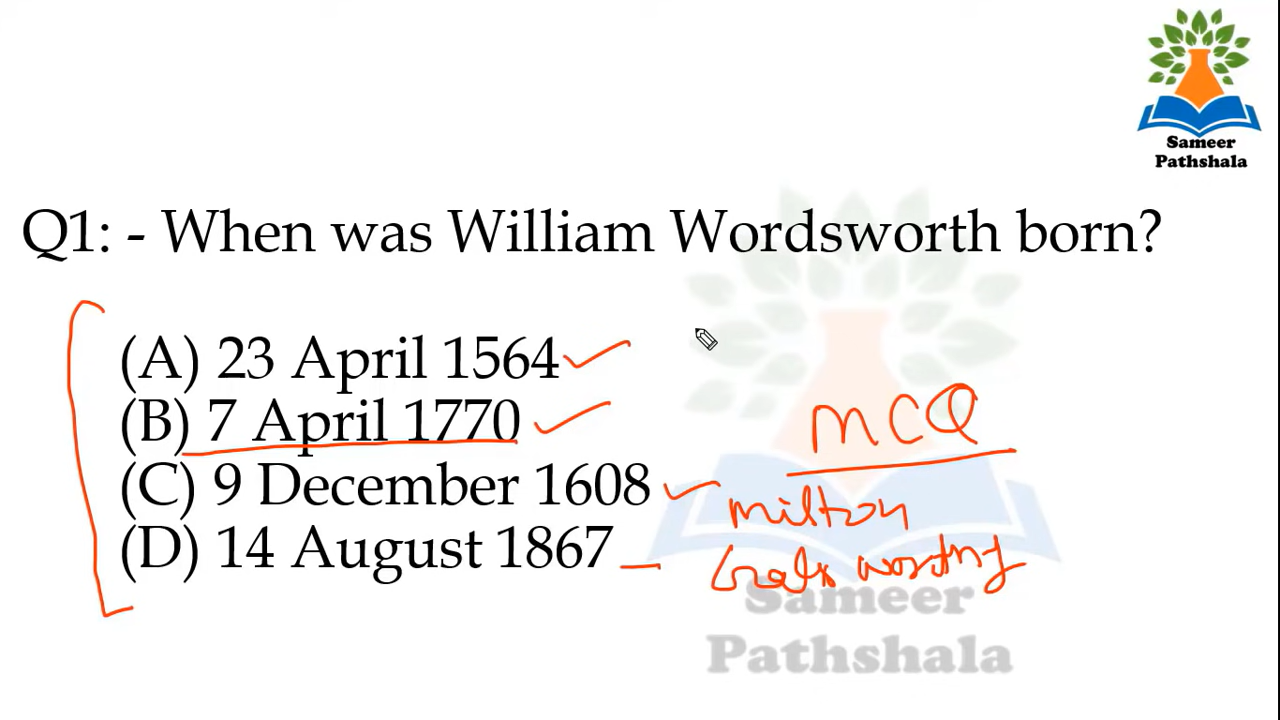 Sameer
Pathshala
Q1: - When was William Wordsworth born?
(A) 23 April 1564
(B) 7 April 1770
(C) 9 December 1608
(D) 14 August 1867
MCQ
milton
Sameer
Pathshala